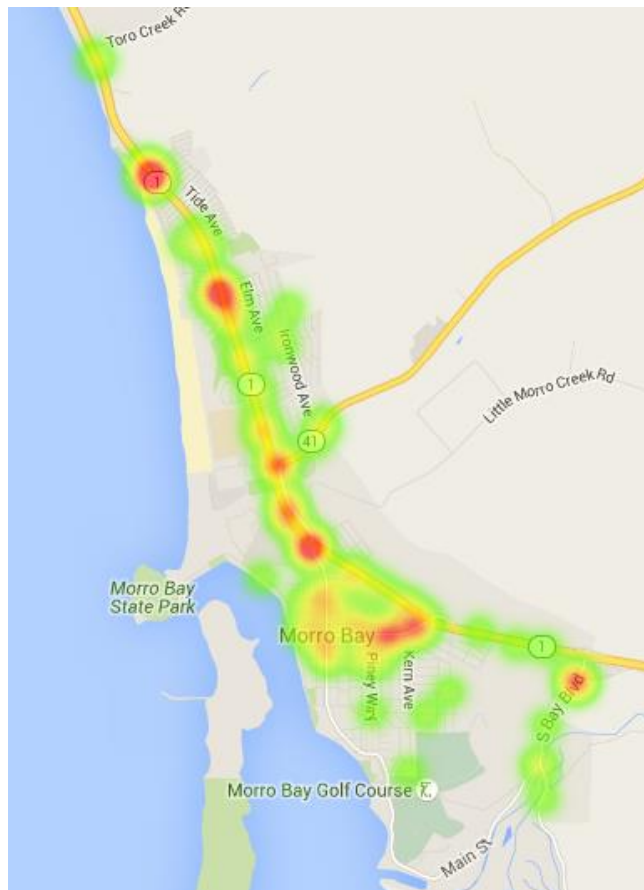 Toro Creek Rd
1
Tide Ave
Elm Ave
Ironwood Ave
1
41
Little Morro Creek Rd
Morro Bay
State Park
Morro Bay
Piney Way
Kern Ave
1
S Bay Blvd
Morro Bay Golf Course
Main St